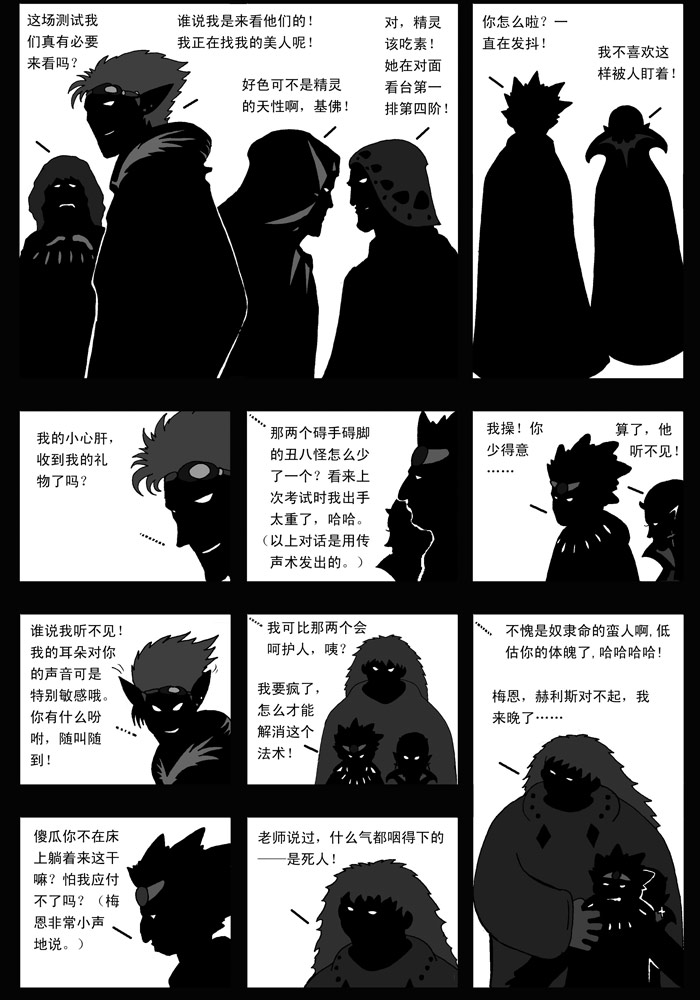 这场测试我
们真有必要
来看吗？
谁说我是来看他们的！
我正在找我的美人呢！
好色可不是精灵
的天性啊，基佛！
对，精灵
该吃素！
她在对面
看台第一
排第四阶！
你怎么啦？一
直在发抖！
我不喜欢这
样被人盯着！
我的小心肝，
收到我的礼
物了吗？
那两个碍手碍脚
的丑八怪怎么少
了一个？看来上
次考试时我出手
太重了，哈哈。
（以上对话是用传
声术发出的。）
我操！你
少得意
……
算了，他
听不见！
谁说我听不见！
我的耳朵对你
的声音可是
特别敏感哦。
你有什么吩
咐，随叫随
到！
我可比那两个会
呵护人，咦？
我要疯了，
怎么才能
解消这个
法术！
不愧是奴隶命的蛮人啊，低
估你的体魄了，哈哈哈哈！
梅恩，赫利斯对不起，我
来晚了……
傻瓜你不在床
上躺着来这干
嘛？怕我应付
不了吗？（梅
恩非常小声
地说。）
老师说过，什么气都咽得下的
——是死人！